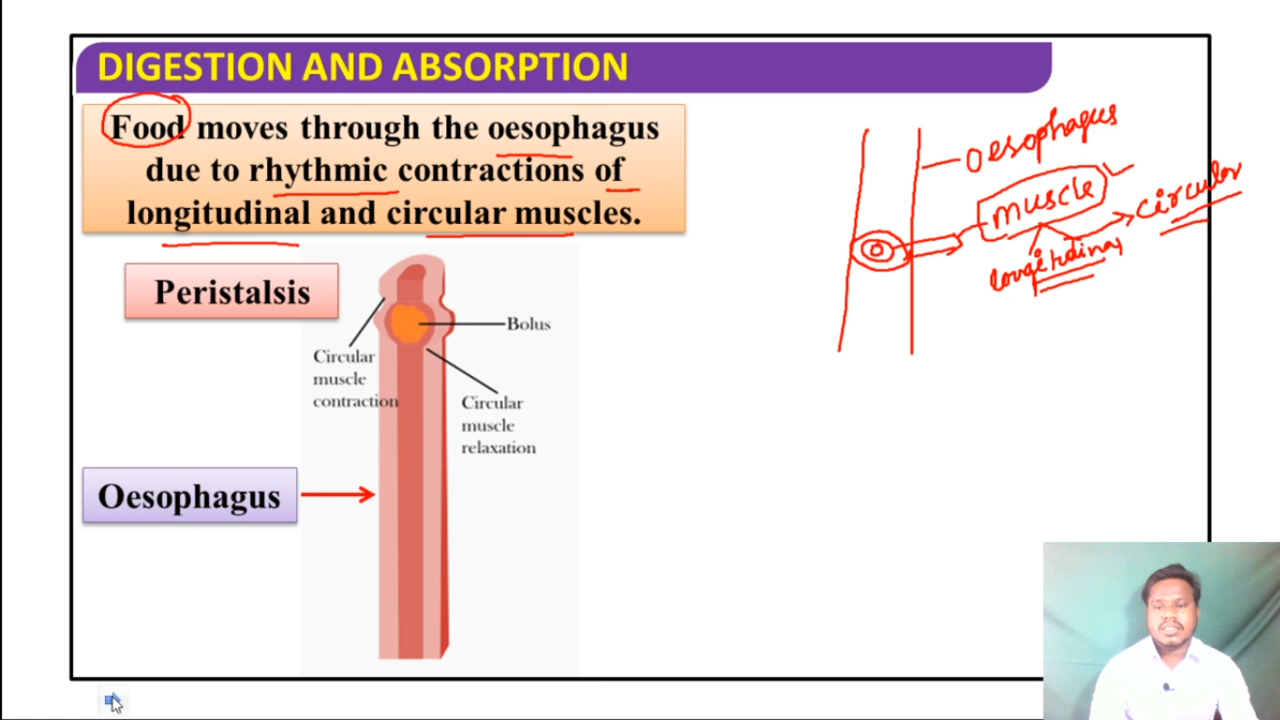 DIGESTION AND ABSORPTION
Food moves through the oesophagus
due to rhythmic contractions of
longitudinal and circular muscles.
Peristalsis
Bolus
Circular
muscle
contraction
Circular
muscle
relaxation
Oesophagus
Oesophagus
muscle
circular
longitudinal